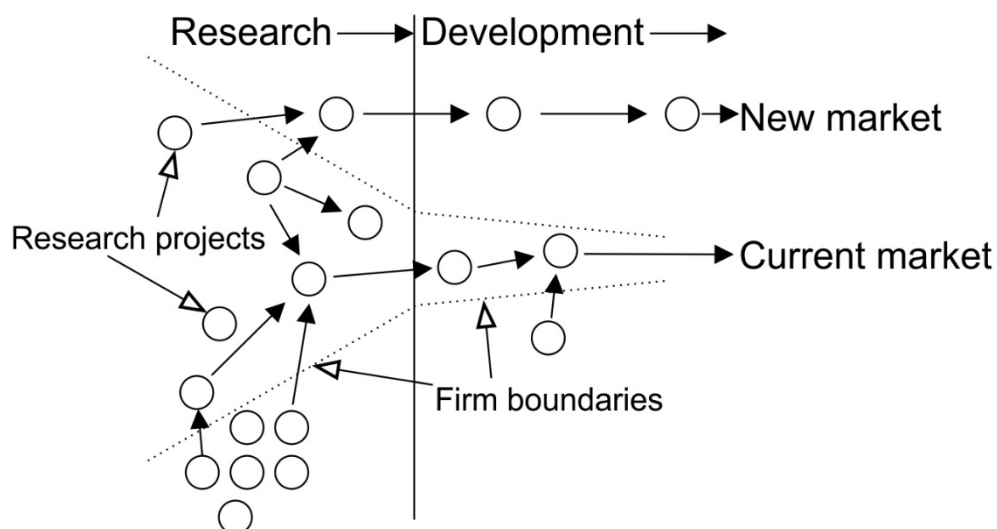 Research
Development
New market
Research projects
Current market
Firm boundaries